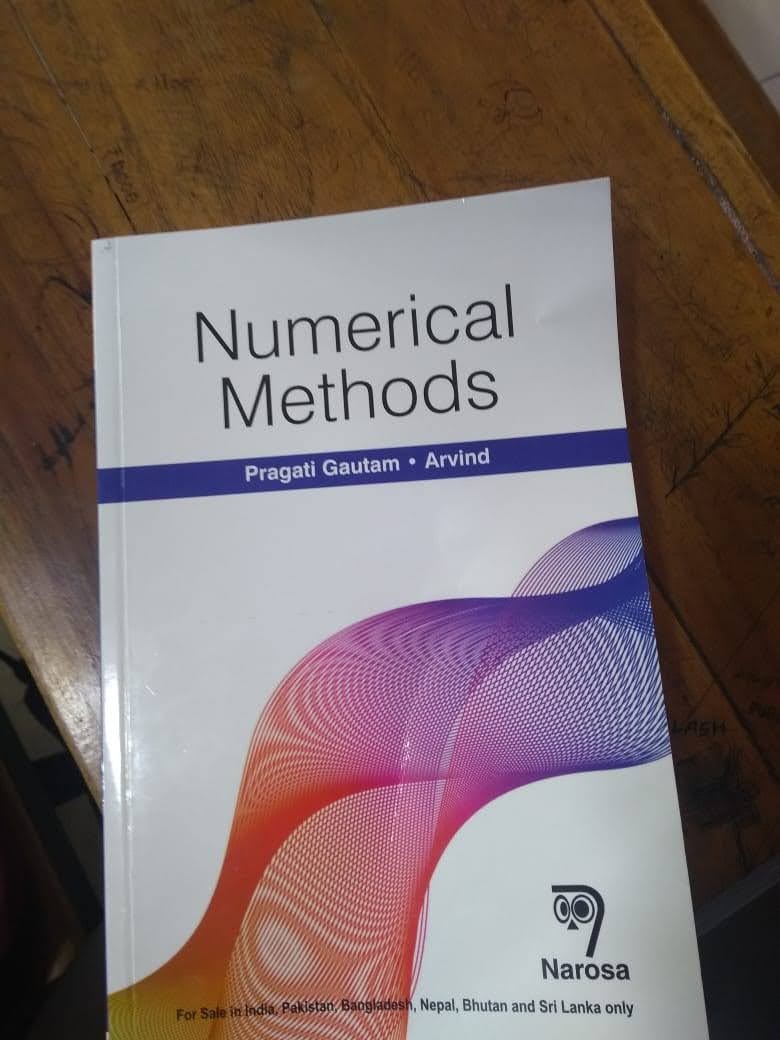 Numerical
Methods
Pragati Gautam • Arvind
Narosa
For Sale in India, Pakistan, Bangladesh, Nepal, Bhutan and Sri Lanka only